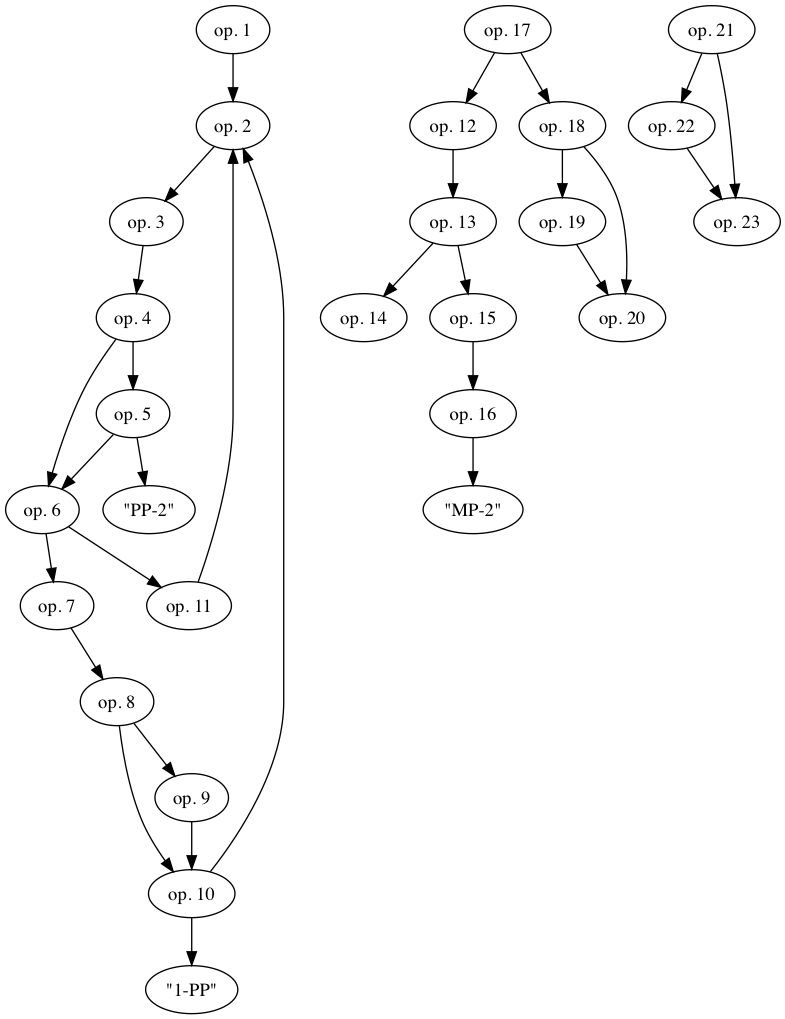 op. 1
op. 17
op. 21
op. 2
op. 12
op. 18
op. 22
op. 3
op. 13
op. 19
op. 23
op. 4
op. 14
op. 15
op. 20
op. 5
op. 16
op. 6
"PP-2"
"MP-2"
op. 7
op. 11
op. 8
op. 9
op. 10
"1-PP"